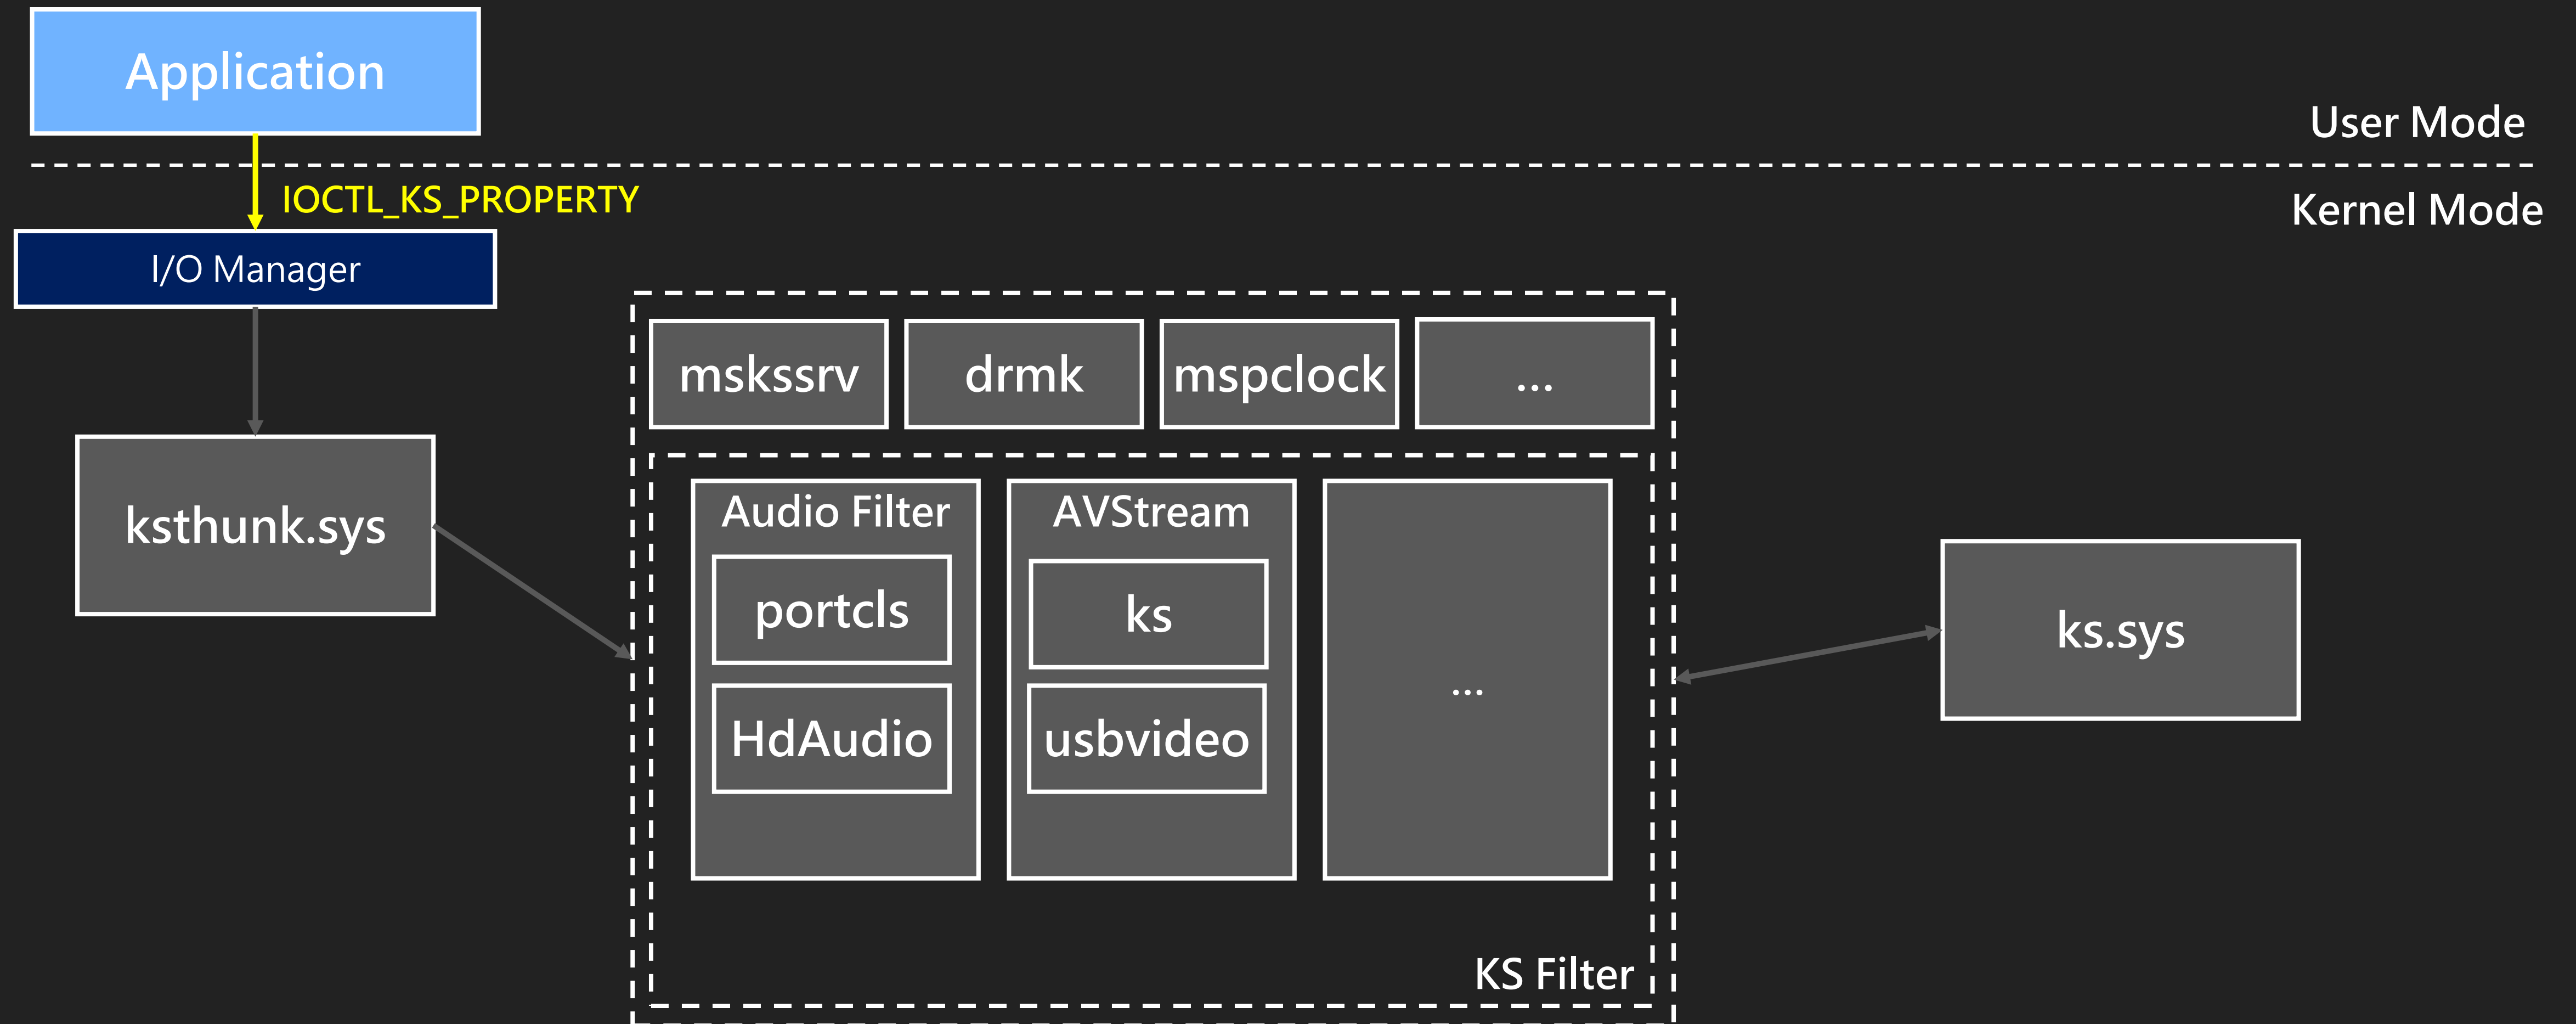 Application
User Mode
IOCTL_KS_PROPERTY
Kernel Mode
I/O Manager
mskssrv
drmk
mspclock
...
ksthunk.sys
Audio Filter
portcls
HdAudio
AVStream
ks
usbvideo
...
KS Filter
ks.sys